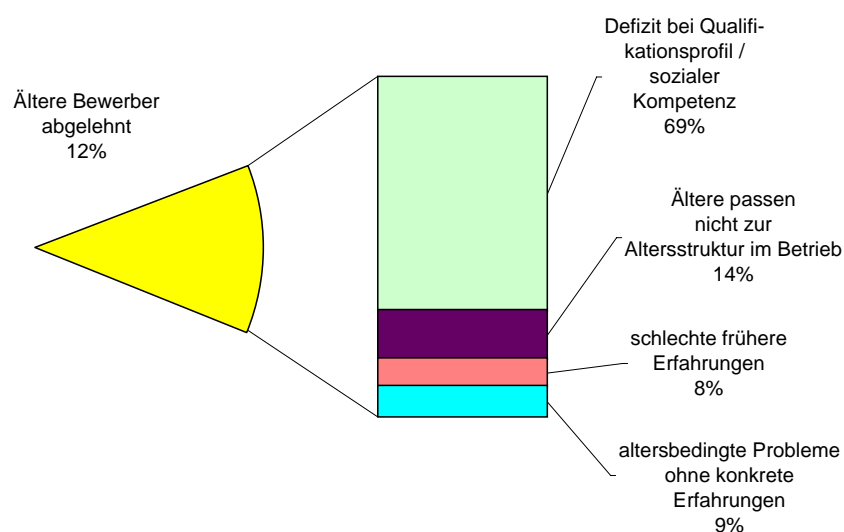 Ältere Bewerber
abgelehnt
12%
Defizit bei Qualifi-
kationsprofil /
sozialer
Kompetenz
69%
Ältere passen
nicht zur
Altersstruktur im Betrieb
14%
schlechte frühere
Erfahrungen
8%
altersbedingte Probleme
ohne konkrete
Erfahrungen
9%